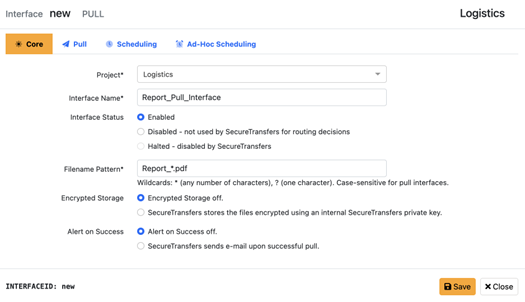 Interface new PULL Logistics
Core Pull Scheduling Ad-Hoc Scheduling
Project* Logistics
Interface Name* Report_Pull_Interface
Interface Status Enabled
Disabled - not used by SecureTransfers for routing decisions
Halted - disabled by SecureTransfers
Filename Pattern* Report_*.pdf
Wildcards: * (any number of characters), ? (one character). Case-sensitive for pull interfaces.
Encrypted Storage Encrypted Storage off.
SecureTransfers stores the files encrypted using an internal SecureTransfers private key.
Alert on Success Alert on Success off.
SecureTransfers sends e-mail upon successful pull.
INTERFACEID: new Save Close